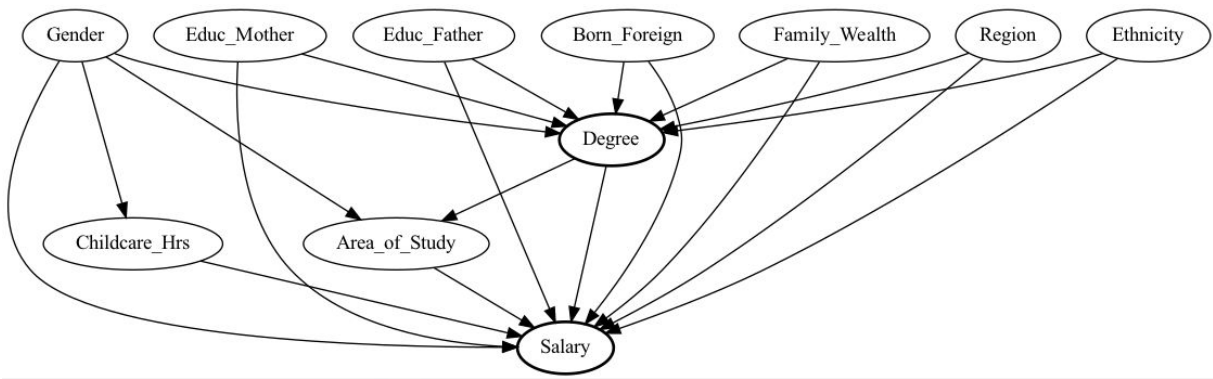 Gender Educ_Mother Educ_Father Born_Foreign Family_Wealth Region Ethnicity
Degree
Childcare_Hrs Area_of_Study
Salary